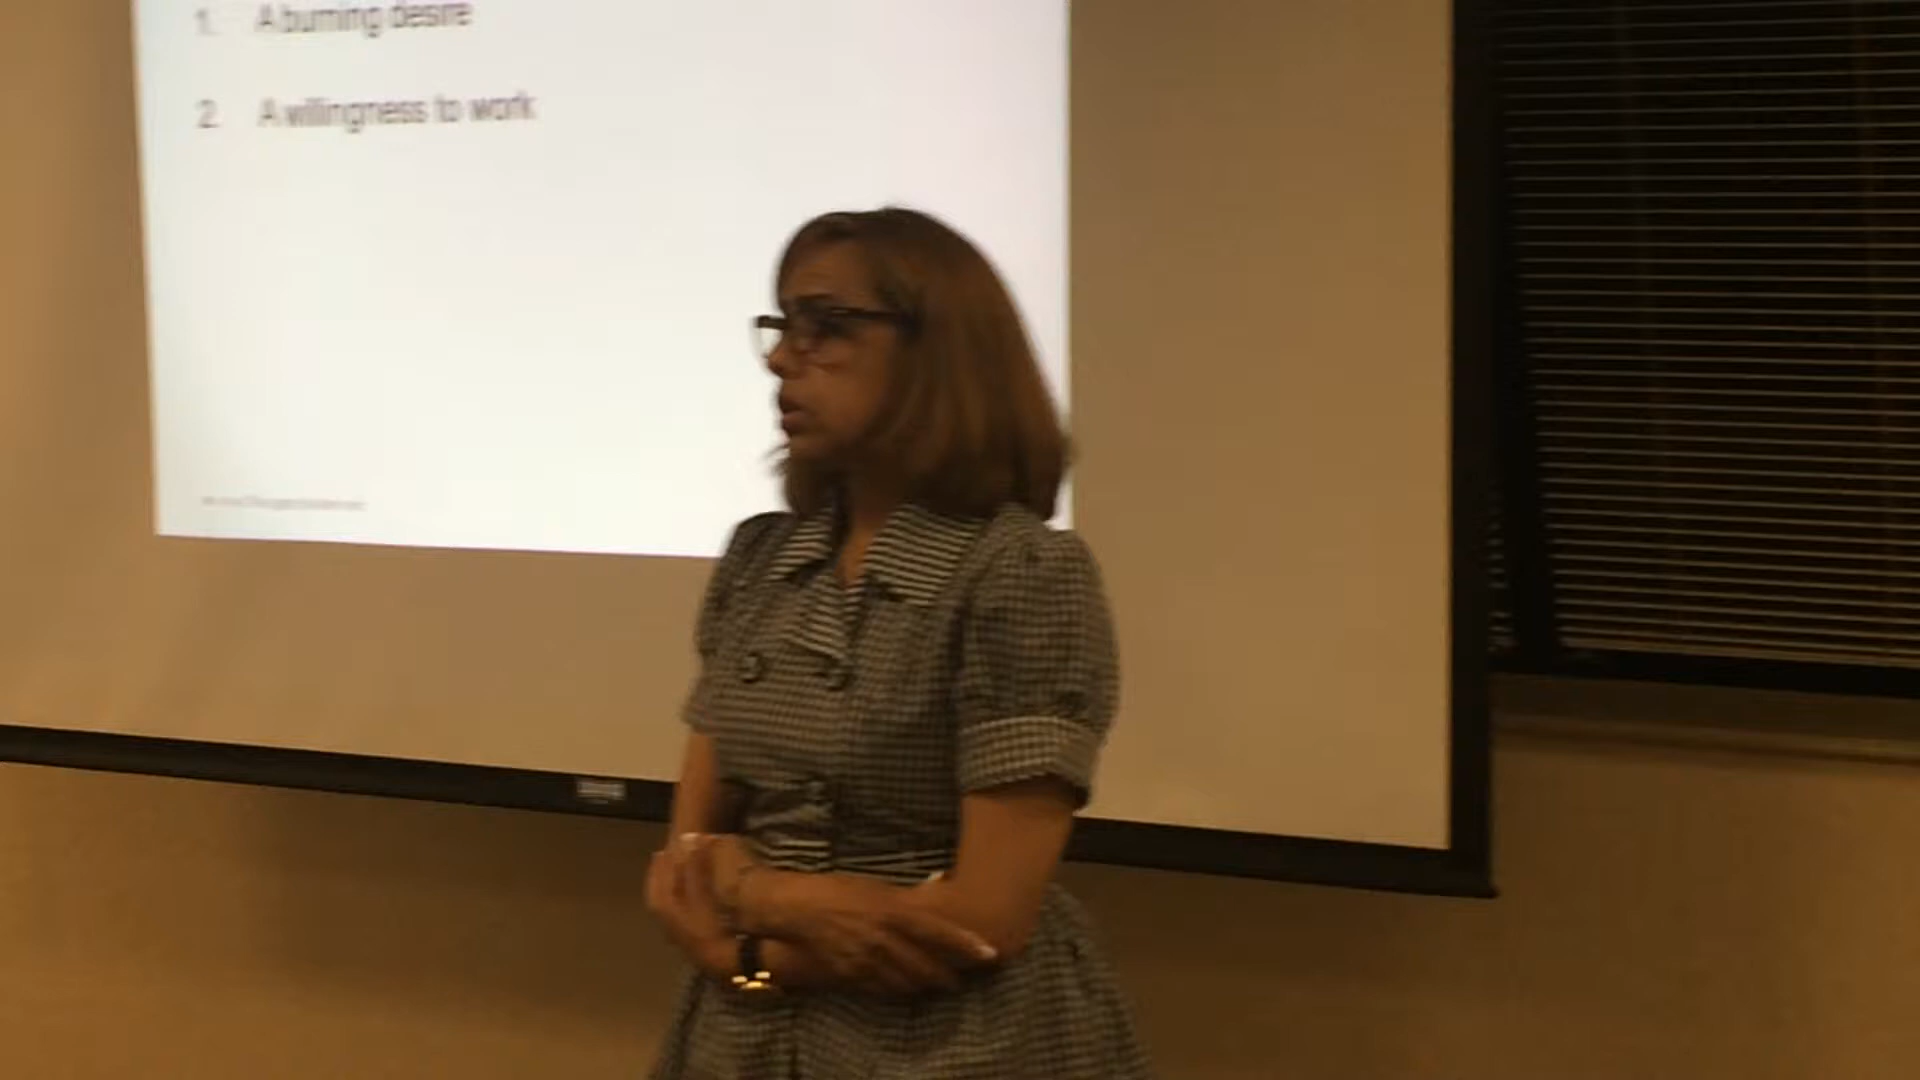 1. A burning desire
2. A willingness to work